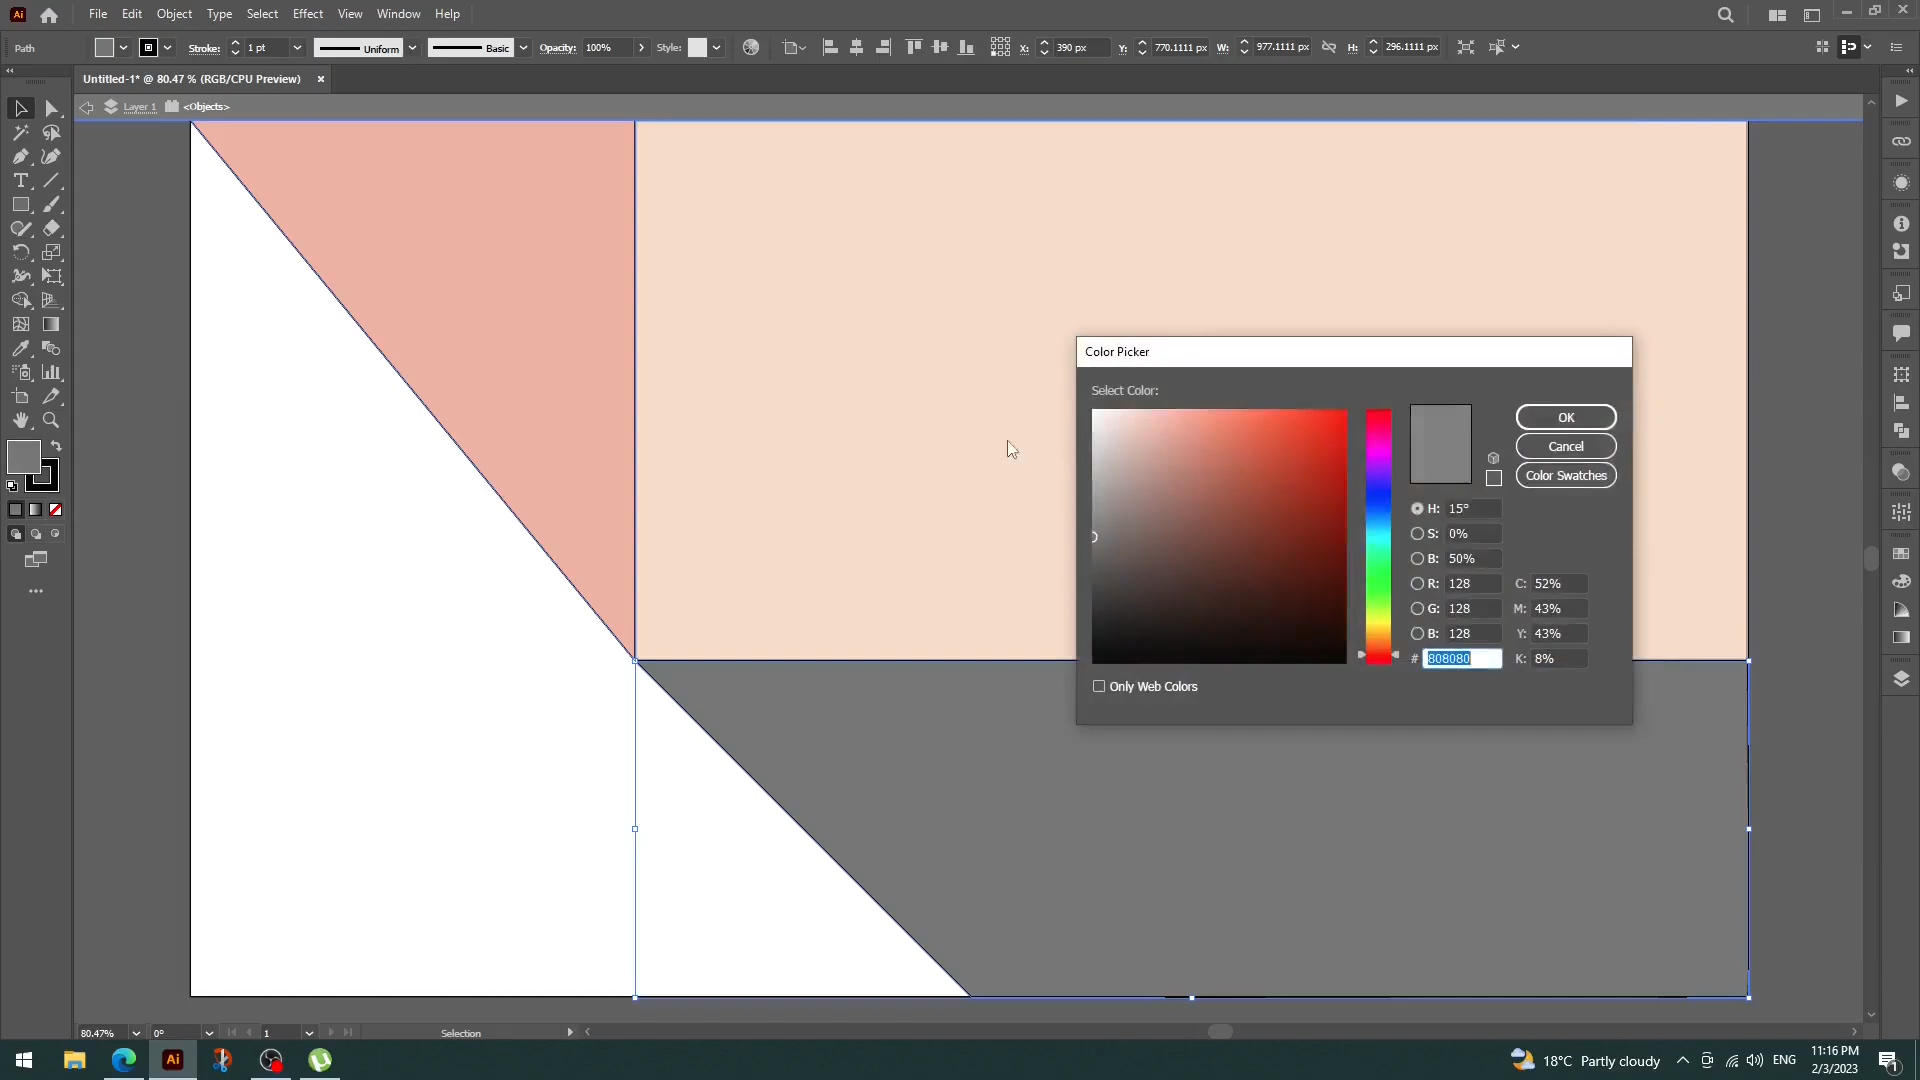 Ai File Edit Object Type Select Effect View Window Help
Path Stroke: 1 pt Uniform Basic Opacity: 100% Style: X: 390 px Y: 770.1111 px W: 977.1111 px H: 296.1111 px
Untitled-1* @ 80.47 % (RGB/CPU Preview) ×
Layer 1 <Objects>
Color Picker
Select Color:
OK
Cancel
Color Swatches
H: 15°
S: 0%
B: 50%
R: 128 C: 52%
G: 128 M: 43%
B: 128 Y: 43%
# 808080 K: 8%
Only Web Colors
80.47% 0° 1 Selection
Ai 18°C Partly cloudy ENG 11:16 PM
2/3/2023
1